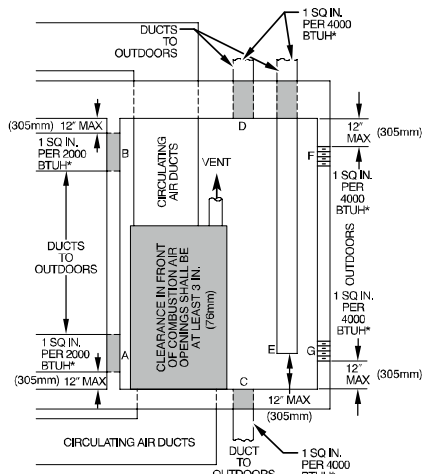 DUCTS
TO
OUTDOORS
1 SQ IN.
PER 4000
BTUH*
D
(305mm)
12" MAX
1 SQ IN.
PER 2000
BTUH*
B
CIRCULATING
AIR DUCTS
VENT
12"
MAX
(305mm)
F
1 SQ IN.
PER
4000
BTUH*
DUCTS
TO
OUTDOORS
OUTDOORS
CLEARANCE IN FRONT
OF COMBUSTION AIR
OPENINGS SHALL BE
AT LEAST 3 IN.
(76mm)
1 SQ IN.
PER
4000
BTUH*
1 SQ IN.
PER 2000
BTUH*
A
E
G
(305mm)
12" MAX
C
12" MAX
(305mm)
12"
MAX
(305mm)
CIRCULATING AIR DUCTS
DUCT
TO
OUTDOORS
1 SQ IN.
PER 4000
BTUH*